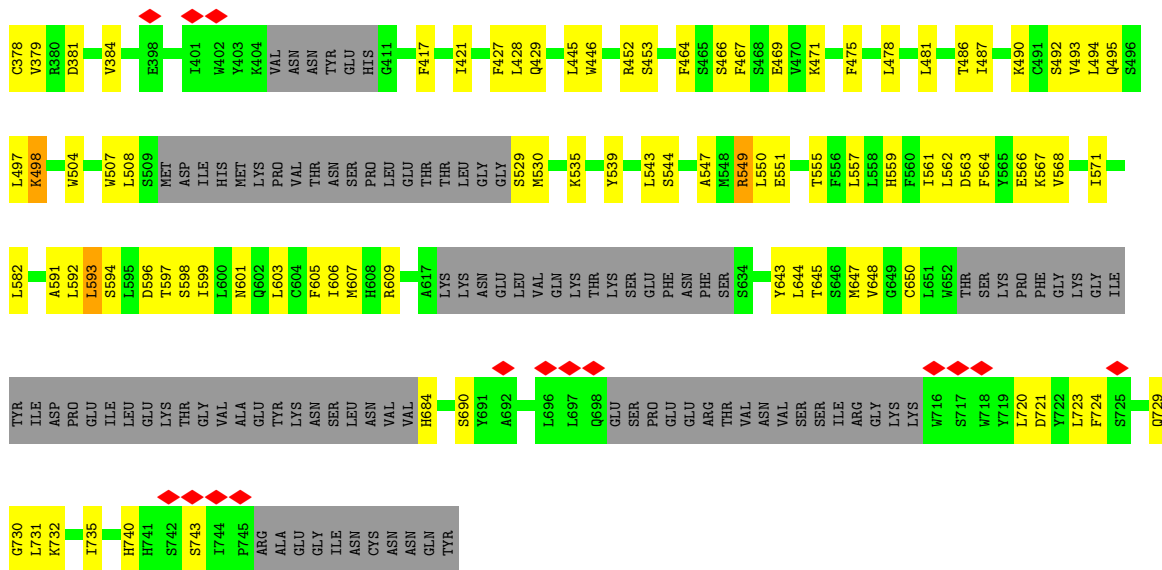 C378 V379 R380 D381 V384 E398 I401 W402 Y403 K404 VAL ASN ASN TYR GLU HIS G411 F417 I421 F427 L428 Q429 L445 W446 R452 S453 F464 S465 S466 F467 S468 E469 V470 K471 F475 L478 L481 T486 I487 K490 C491 S492 V493 L494 Q495 S496
L497 K498 W504 W507 L508 S509 MET ASP ILE HIS MET LYS PRO VAL THR ASN SER PRO LEU GLU THR THR LEU GLY GLY S529 M530 K535 Y539 L543 S544 A547 M548 R549 L550 E551 T555 F556 L557 L558 H559 F560 I561 L562 D563 F564 Y565 E566 K567 V568 I571
L582 A591 L592 L593 S594 L595 D596 T597 S598 I599 L600 N601 Q602 L603 C604 F605 I606 M607 H608 R609 A617 LYS LYS ASN GLU LEU VAL GLN LYS THR LYS SER GLU PHE ASN PHE SER S634 Y643 L644 T645 S646 M647 V648 G649 C650 L651 W652 THR SER LYS PRO PHE GLY LYS GLY ILE
TYR ILE ASP PRO GLU ILE LEU GLU LYS THR GLY VAL ALA GLU TYR LYS ASN SER LEU ASN VAL VAL H684 S690 Y691 A692 L696 L697 Q698 GLU SER PRO GLU GLU ARG THR VAL ASN VAL SER SER ILE ARG GLY LYS LYS W716 S717 W718 Y719 L720 D721 Y722 L723 F724 S725 Q729
G730 L731 K732 I735 H740 H741 S742 S743 I744 P745 ARG ALA GLU GLY ILE ASN CYS ASN ASN GLN TYR